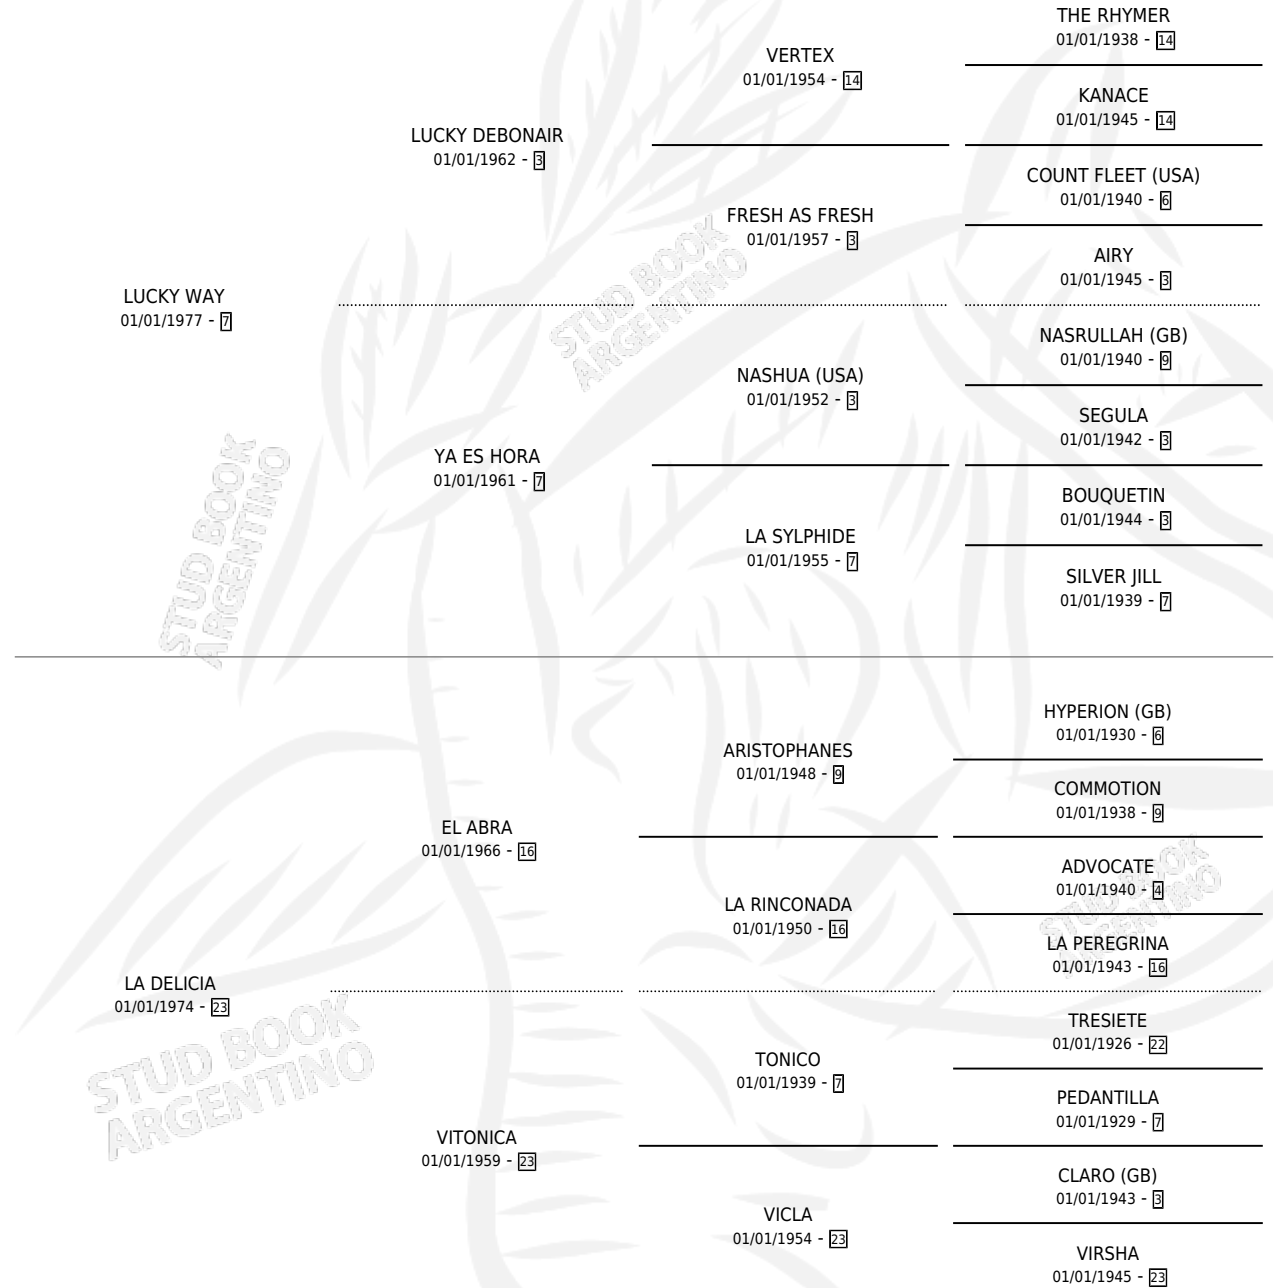 THE RHYMER
01/01/1938 - 14
VERTEX
01/01/1954 - 14
KANACE
01/01/1945 - 14
LUCKY DEBONAIR
01/01/1962 - 3
COUNT FLEET (USA)
01/01/1940 - 6
FRESH AS FRESH
01/01/1957 - 3
AIRY
01/01/1945 - 3
LUCKY WAY
01/01/1977 - 7
NASRULLAH (GB)
01/01/1940 - 9
NASHUA (USA)
01/01/1952 - 3
SEGULA
01/01/1942 - 3
YA ES HORA
01/01/1961 - 7
BOUQUETIN
01/01/1944 - 3
LA SYLPHIDE
01/01/1955 - 7
SILVER JILL
01/01/1939 - 7
HYPERION (GB)
01/01/1930 - 6
ARISTOPHANES
01/01/1948 - 9
COMMOTION
01/01/1938 - 9
EL ABRA
01/01/1966 - 16
ADVOCATE
01/01/1940 - 4
LA RINCONADA
01/01/1950 - 16
LA PEREGRINA
01/01/1943 - 16
LA DELICIA
01/01/1974 - 23
TRESIETE
01/01/1926 - 22
TONICO
01/01/1939 - 7
PEDANTILLA
01/01/1929 - 7
VITONICA
01/01/1959 - 23
CLARO (GB)
01/01/1943 - 3
VICLA
01/01/1954 - 23
VIRSHA
01/01/1945 - 23
STUD BOOK
ARGENTINO
STUD BOOK
ARGENTINO
STUD BOOK
ARGENTINO
STUD BOOK
ARGENTINO